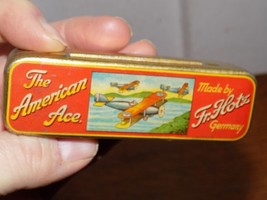 The
American
Ace.
Made by
Fr. Hotz
Germany